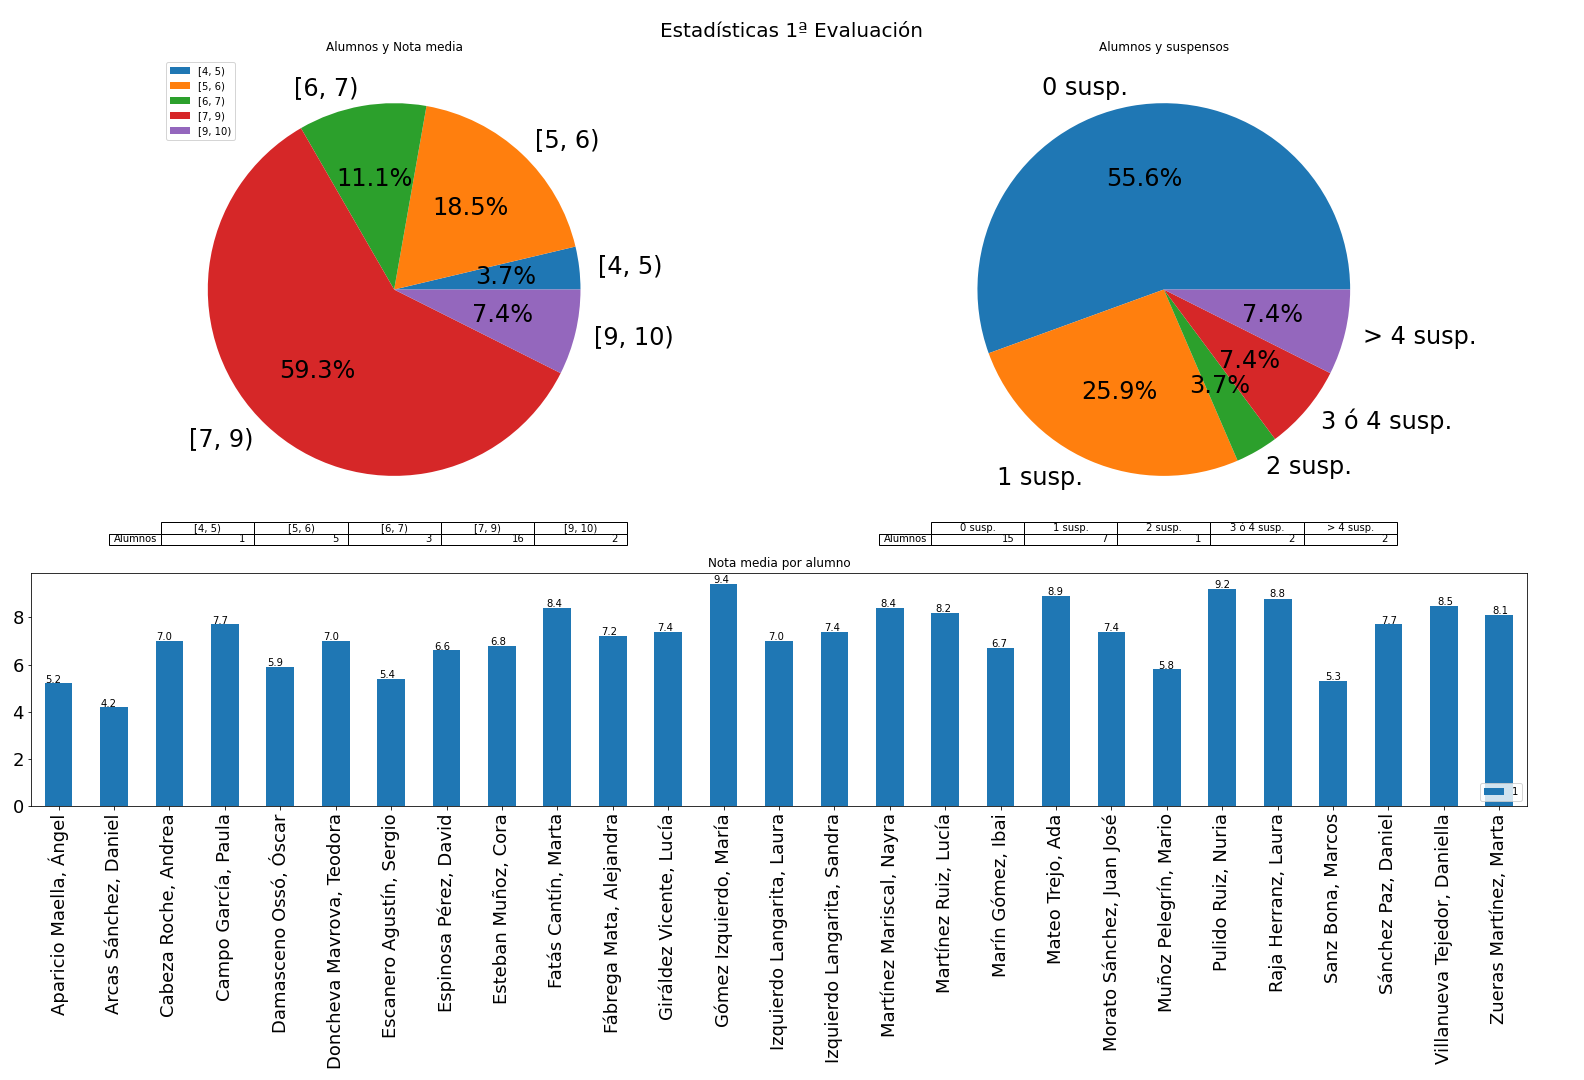 Estadísticas 1ª Evaluación
Alumnos y Nota media
[4, 5)
[5, 6)
[6, 7)
[7, 9)
[9, 10)
[6, 7)
[5, 6)
[4, 5)
[9, 10)
[7, 9)
11.1%
18.5%
3.7%
7.4%
59.3%
[4, 5) [5, 6) [6, 7) [7, 9) [9, 10)
Alumnos 1 5 3 16 2
Alumnos y suspensos
0 susp.
55.6%
7.4%
> 4 susp.
7.4%
3.7%
25.9%
3 ó 4 susp.
2 susp.
1 susp.
0 susp. 1 susp. 2 susp. 3 ó 4 susp. > 4 susp.
Alumnos 15 7 1 2 2
Nota media por alumno
8
6
4
2
0
5.2 4.2 7.0 7.7 5.9 7.0 5.4 6.6 6.8 8.4 7.2 7.4 9.4 7.0 7.4 8.4 8.2 6.7 8.9 7.4 5.8 9.2 8.8 5.3 7.7 8.5 8.1
1
Aparicio Maella, Ángel
Arcas Sánchez, Daniel
Cabeza Roche, Andrea
Campo García, Paula
Damasceno Ossó, Óscar
Doncheva Mavrova, Teodora
Escanero Agustín, Sergio
Espinosa Pérez, David
Esteban Muñoz, Cora
Fatás Cantín, Marta
Fábrega Mata, Alejandra
Giráldez Vicente, Lucía
Gómez Izquierdo, María
Izquierdo Langarita, Laura
Izquierdo Langarita, Sandra
Martínez Mariscal, Nayra
Martínez Ruiz, Lucía
Marín Gómez, Ibai
Mateo Trejo, Ada
Morato Sánchez, Juan José
Muñoz Pelegrín, Mario
Pulido Ruiz, Nuria
Raja Herranz, Laura
Sanz Bona, Marcos
Sánchez Paz, Daniel
Villanueva Tejedor, Daniella
Zueras Martínez, Marta